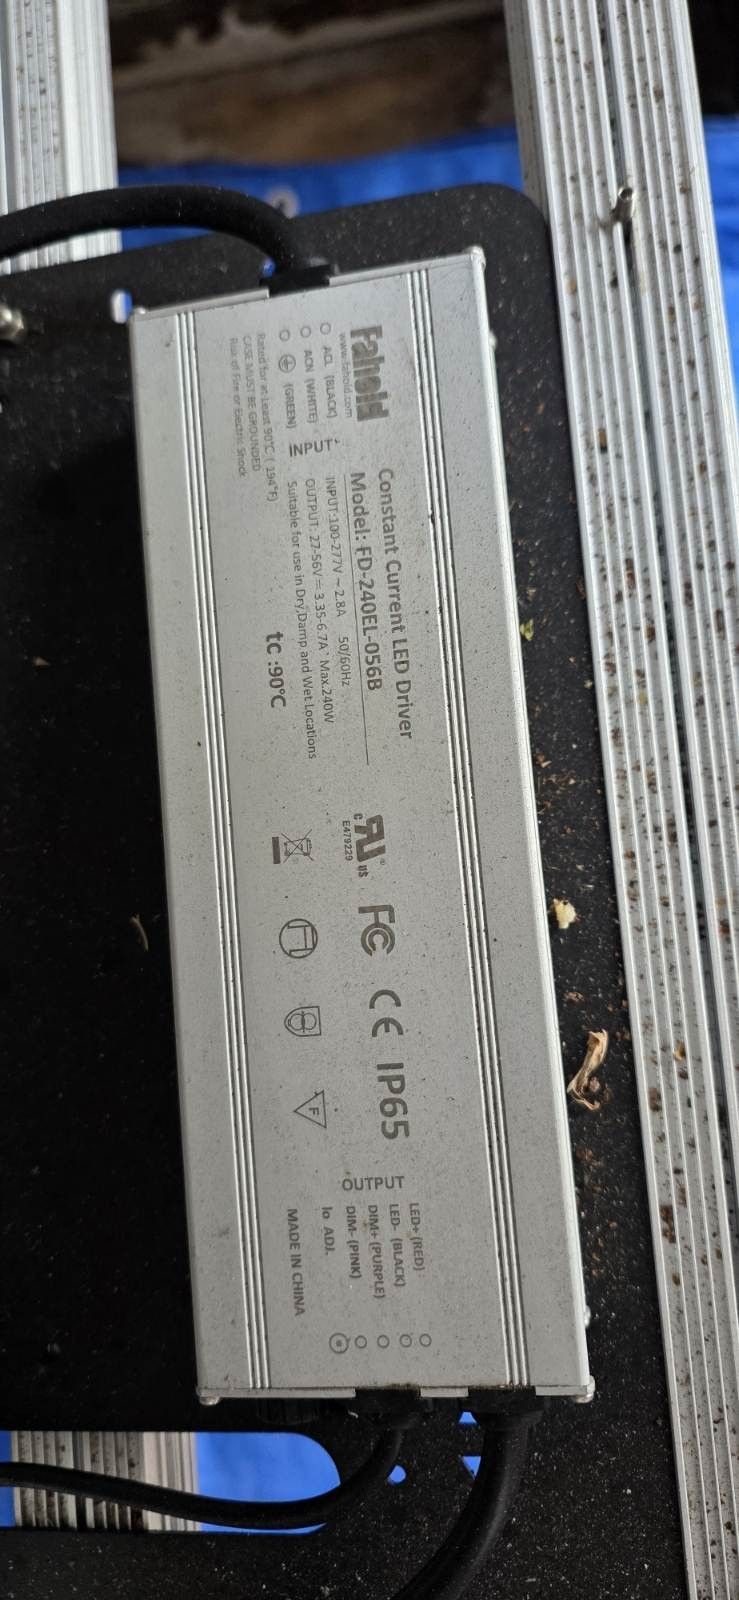 Fahold
www.fahold.com
ACL (BLACK)
ACN (WHITE)
(GREEN)
INPUT
Rated for at Least 90℃ ( 194°F)
CASE MUST BE GROUNDED
Risk of Fire or Electric Shock
Constant Current LED Driver
Model: FD-240EL-056B
INPUT:100-277V ~ 2.8A 50/60Hz
OUTPUT: 27-56V ⎓ 3.35-6.7A Max.240W
Suitable for use in Dry,Damp and Wet Locations
tc :90℃
c RU ® US
E479229
FC CE IP65
F
OUTPUT
LED+ (RED)
LED- (BLACK)
DIM+ (PURPLE)
DIM- (PINK)
Io ADJ.
MADE IN CHINA